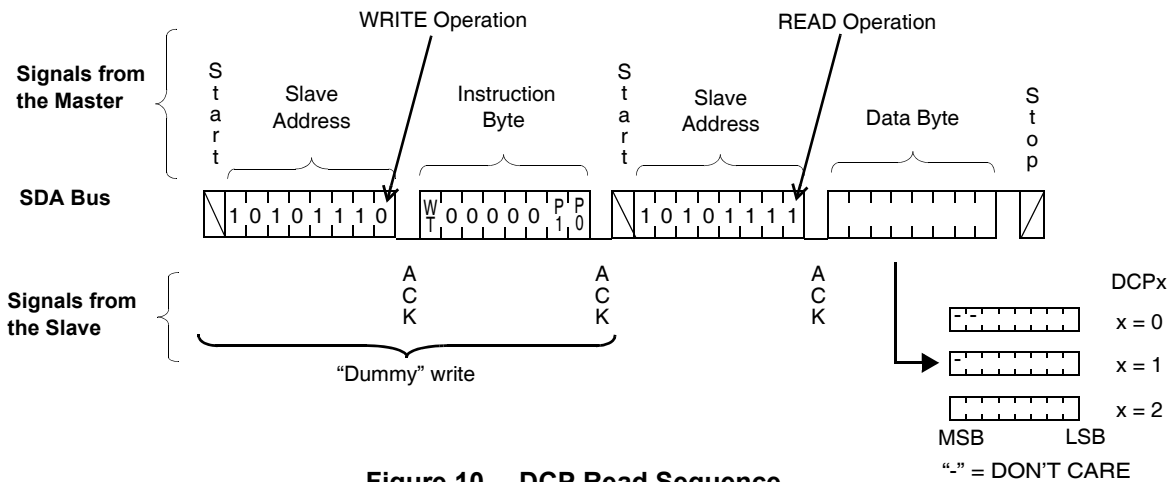 WRITE Operation
READ Operation
Signals from
the Master
Start
Slave
Address
Instruction
Byte
Start
Slave
Address
Data Byte
Stop
SDA Bus
1 0 1 0 1 1 1 0
WT 0 0 0 0 0 P1 P0
1 0 1 0 1 1 1 1
Signals from
the Slave
ACK
ACK
ACK
"Dummy" write
DCPx
- -
x = 0
-
x = 1
x = 2
MSB
LSB
"-" = DON'T CARE
Figure 10. DCP Read Sequence